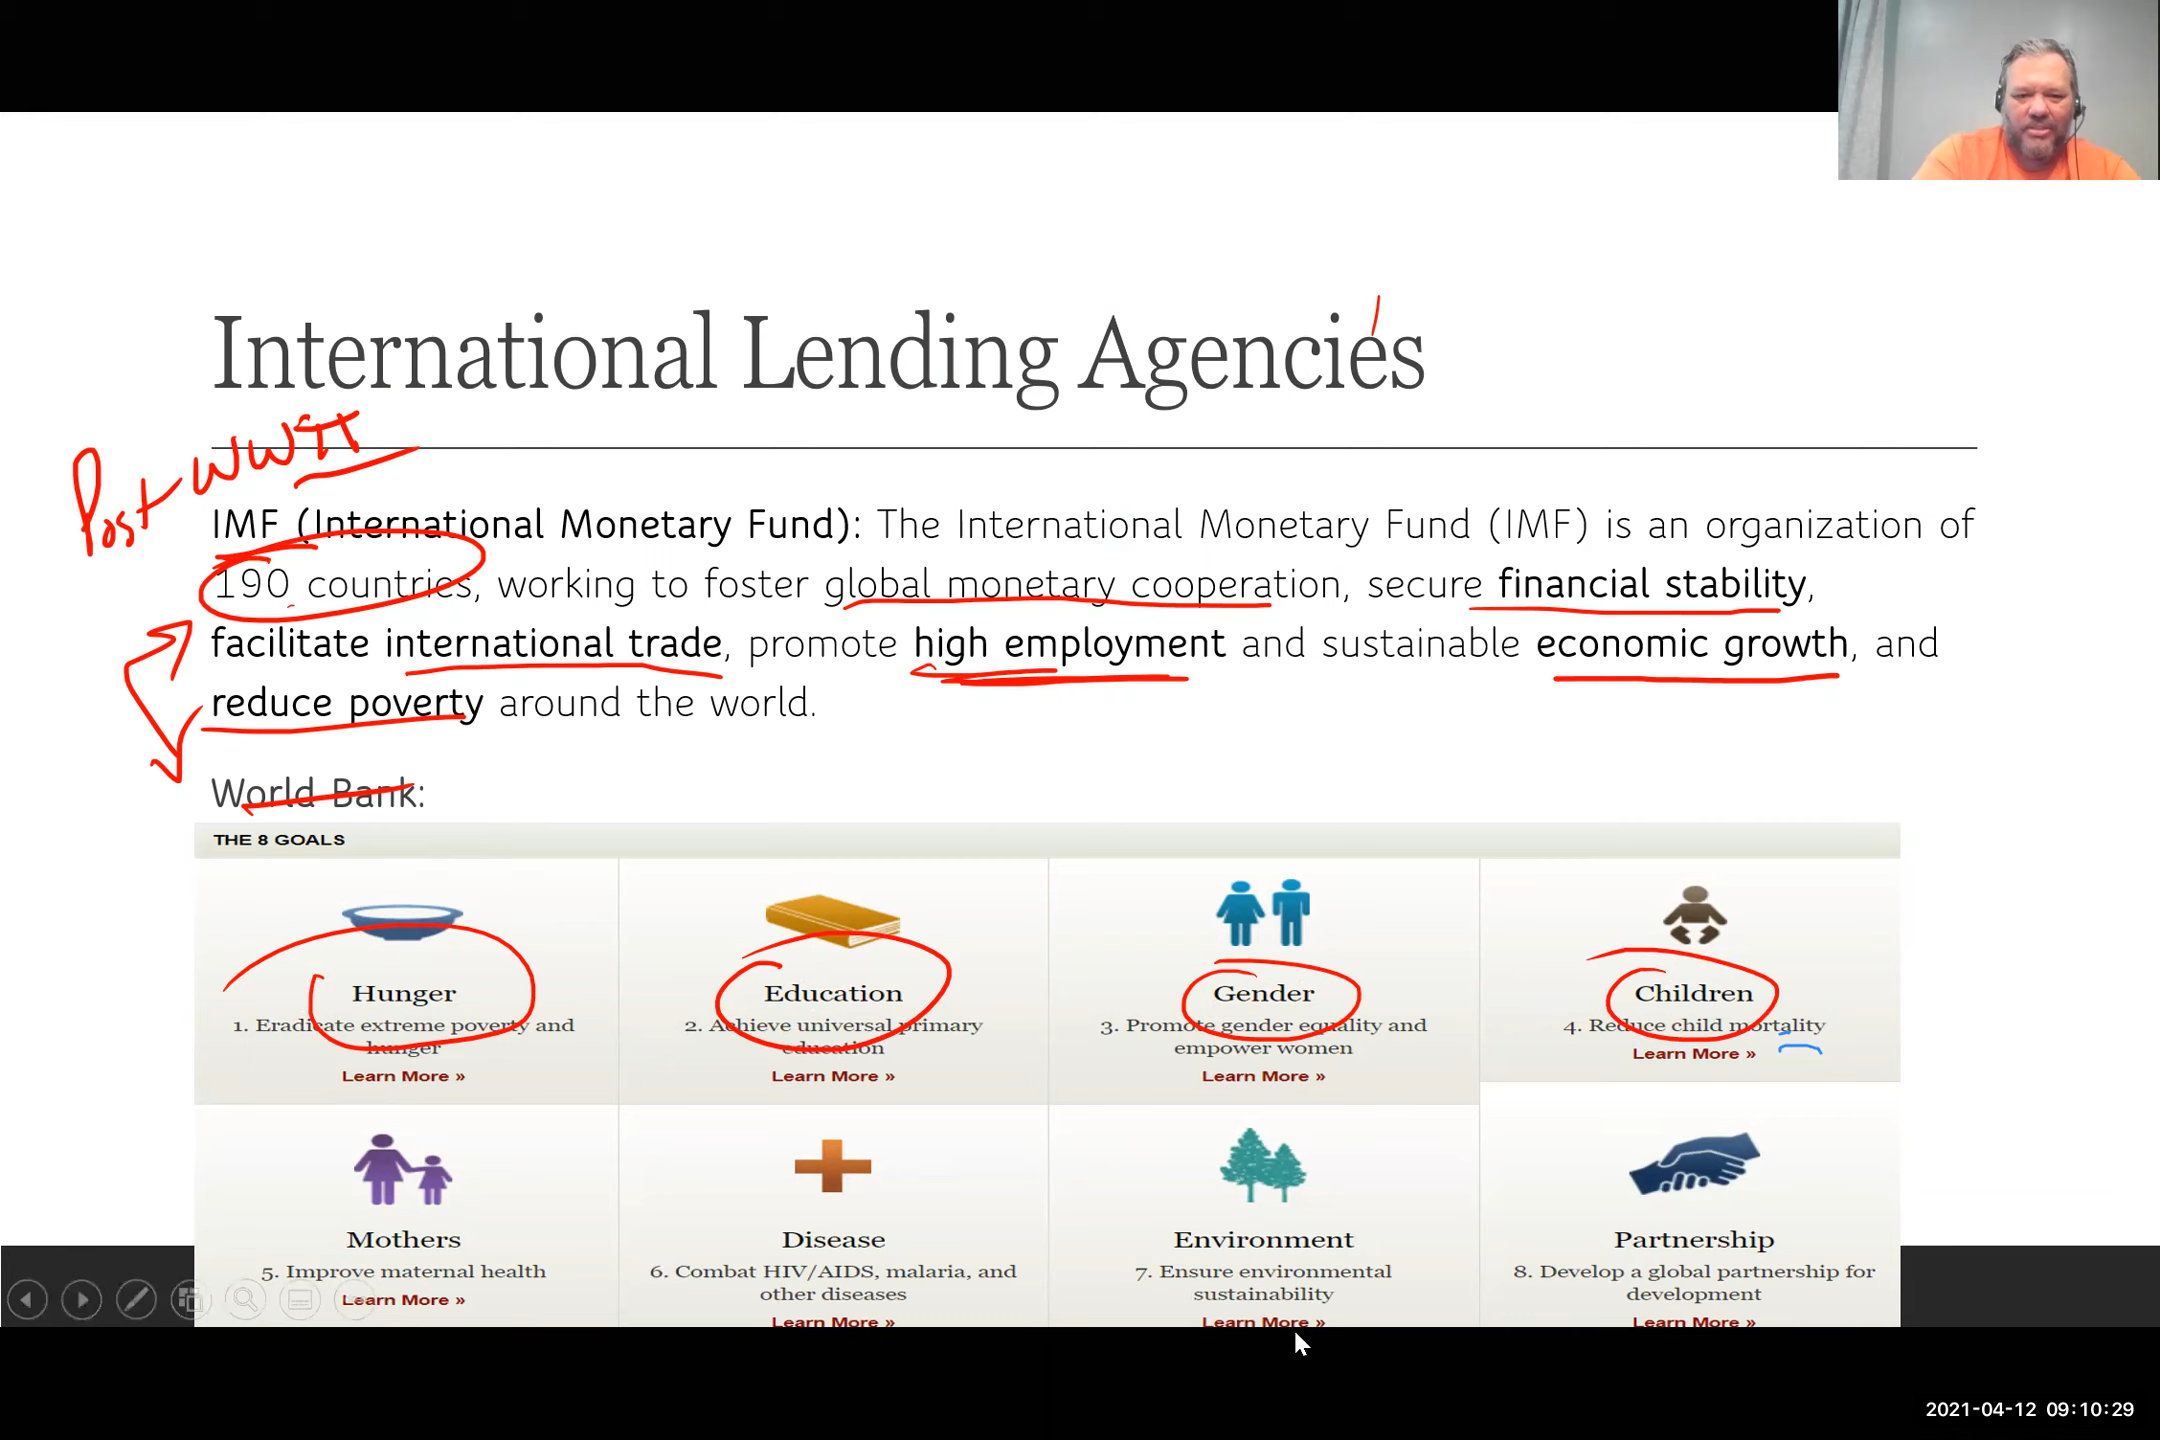 International Lending Agencies
Post-WWII
IMF (International Monetary Fund): The International Monetary Fund (IMF) is an organization of
190 countries, working to foster global monetary cooperation, secure financial stability,
facilitate international trade, promote high employment and sustainable economic growth, and
reduce poverty around the world.
World Bank:
THE 8 GOALS
Hunger
1. Eradicate extreme poverty and
hunger
Learn More »
Education
2. Achieve universal primary
education
Learn More »
Gender
3. Promote gender equality and
empower women
Learn More »
Children
4. Reduce child mortality
Learn More »
Mothers
5. Improve maternal health
Learn More »
Disease
6. Combat HIV/AIDS, malaria, and
other diseases
Learn More »
Environment
7. Ensure environmental
sustainability
Learn More »
Partnership
8. Develop a global partnership for
development
Learn More »
2021-04-12 09:10:29